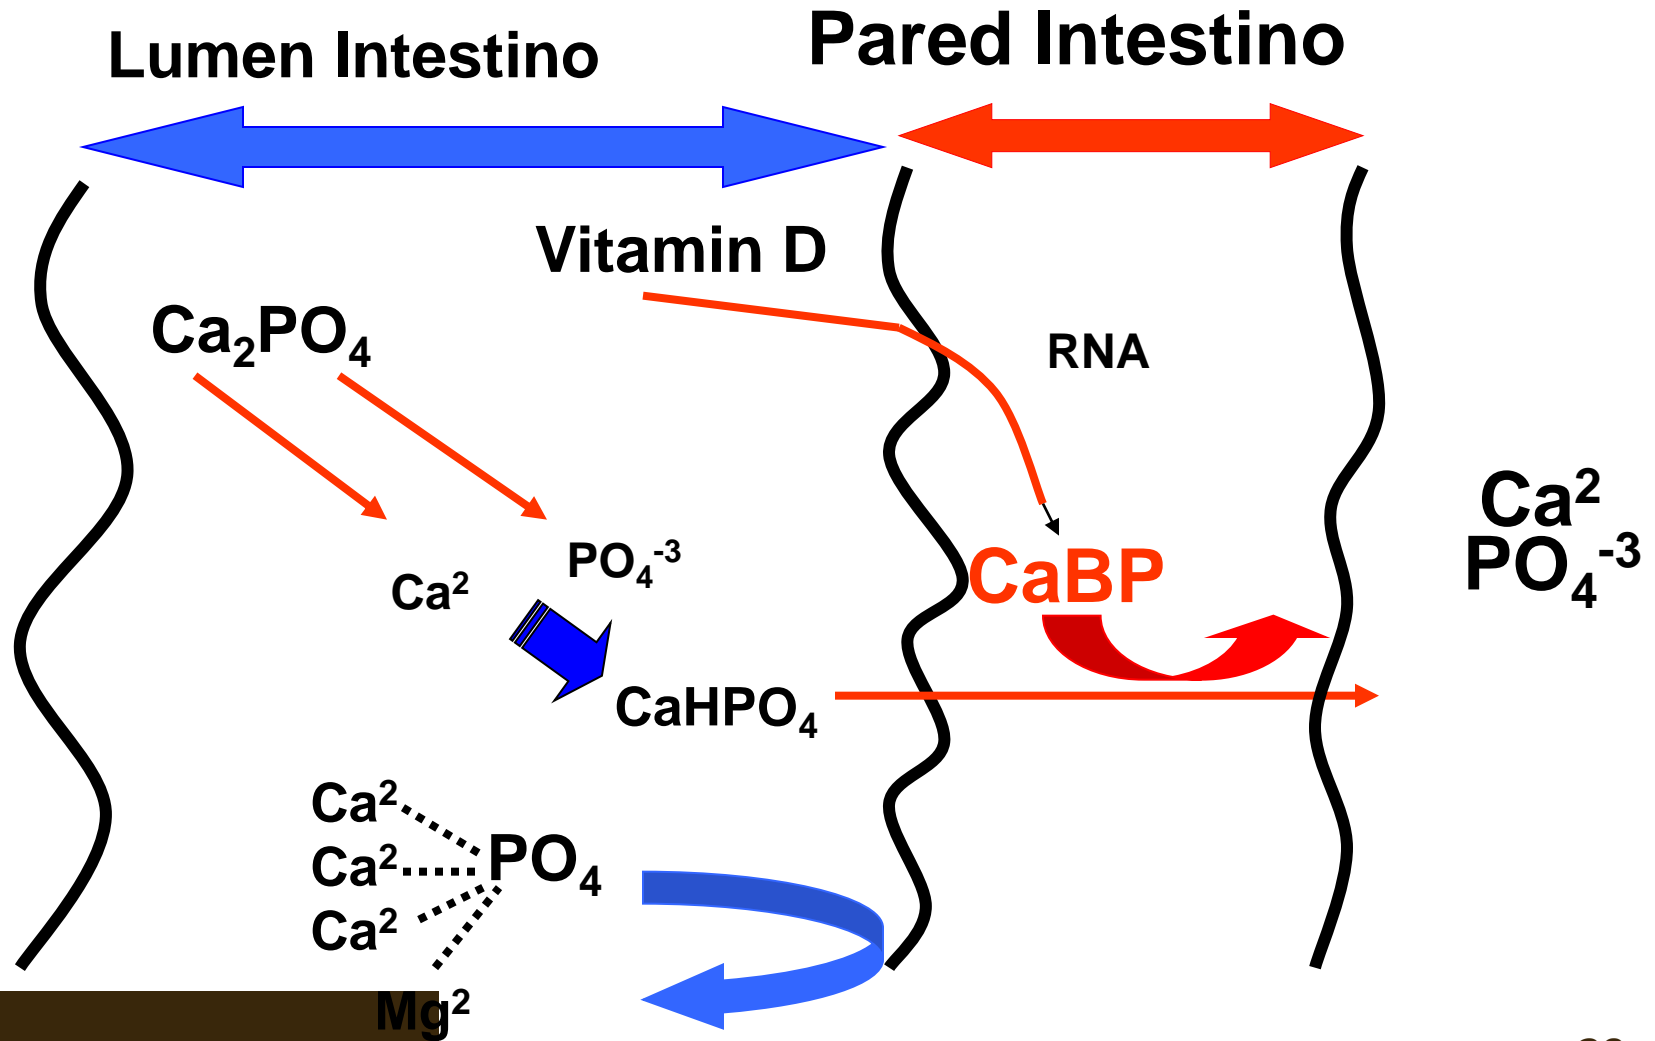 Lumen Intestino
Pared Intestino
Vitamin D
Ca₂PO₄
RNA
Ca²
PO₄⁻³
PO₄⁻³
Ca²
CaBP
CaHPO₄
Ca²
Ca²
PO₄
Ca²
Mg²